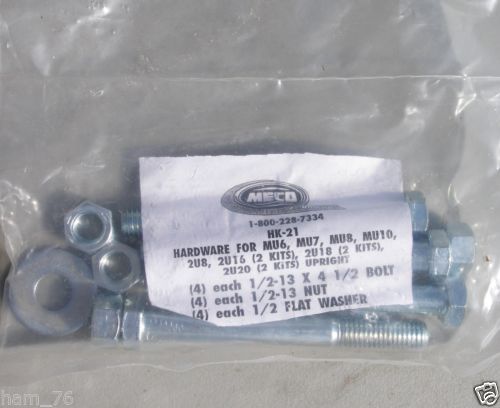 MECO
1-800-228-7334
HK-21
HARDWARE FOR MU6, MU7, MU8, MU10,
2U8, 2U16 (2 KITS), 2U18 (2 KITS),
2U20 (2 KiTS) UPRIGHT
(4) each 1/2-13 X 4 1/2 BOLT
(4) each 1/2-13 NUT
(4) each 1/2 FLAT WASHER
ham_76